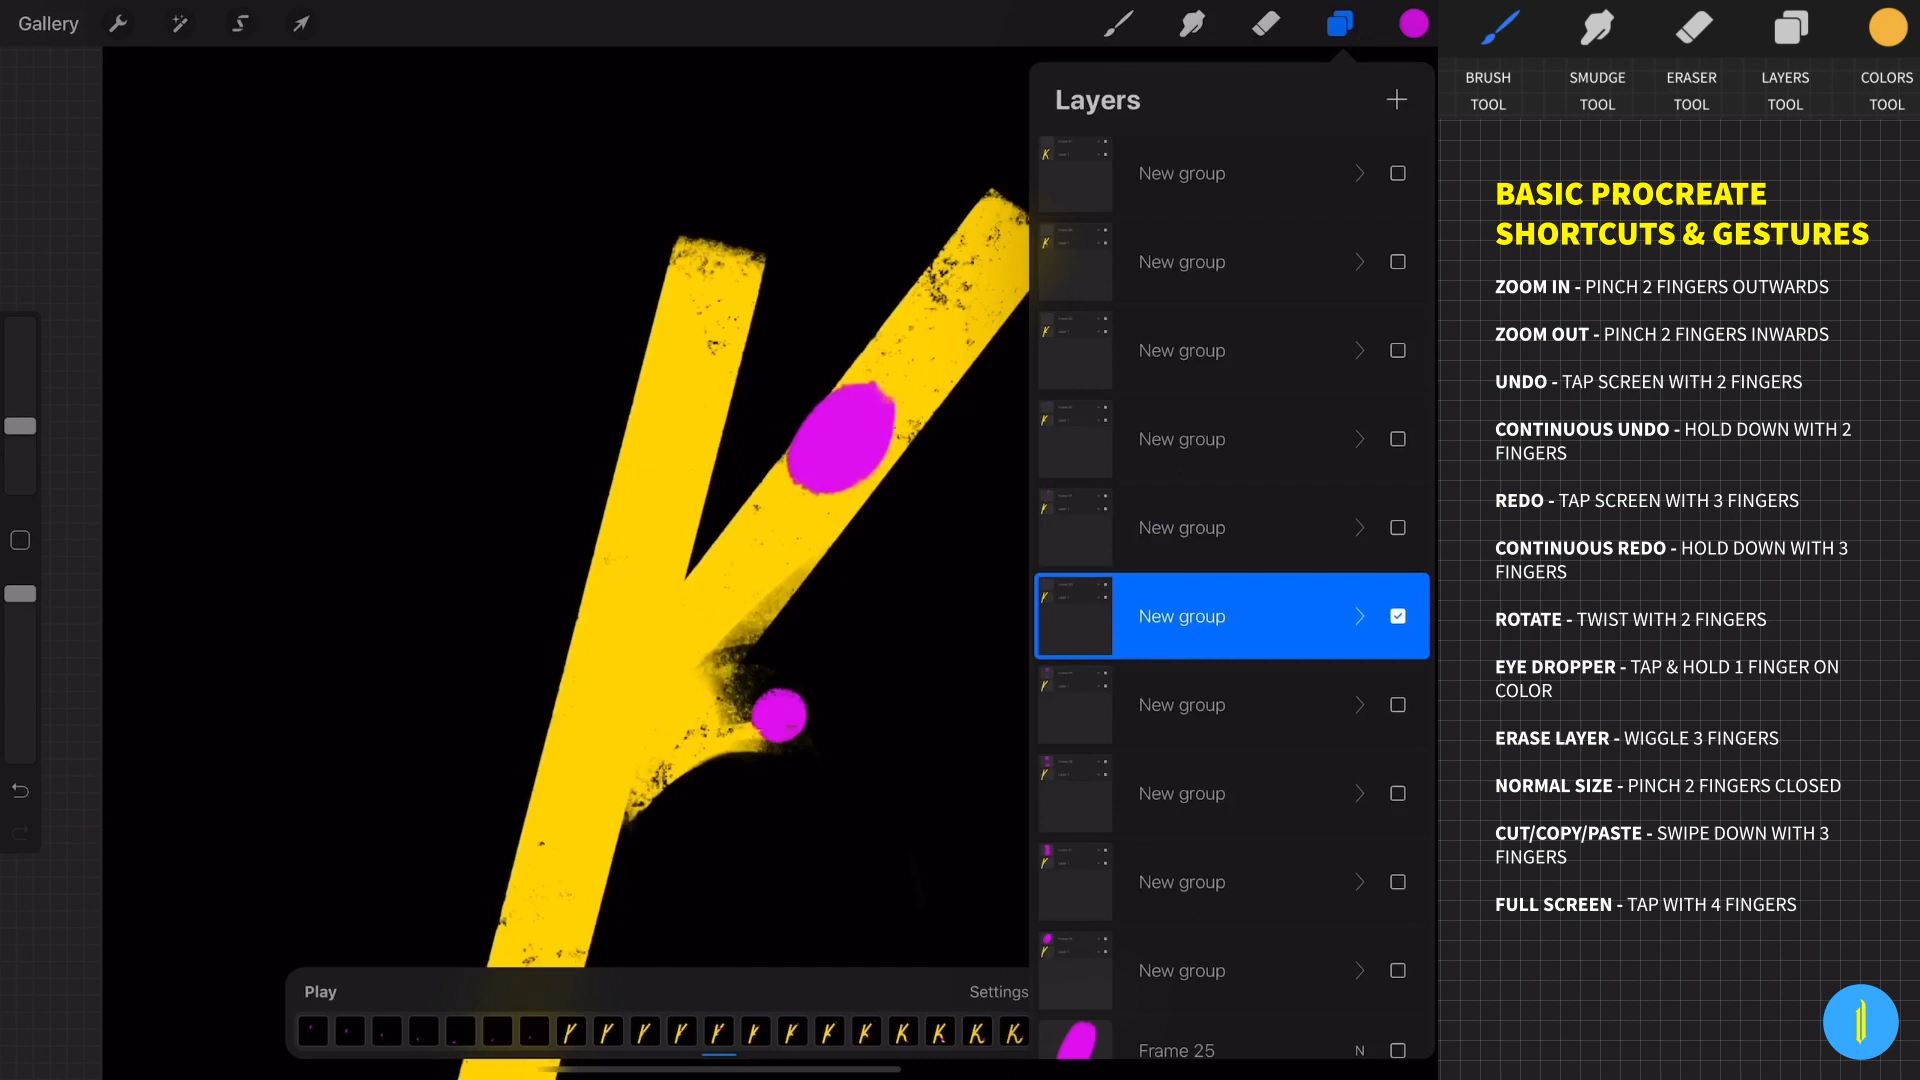 Gallery
Layers
New group
New group
New group
New group
New group
New group
New group
New group
New group
New group
Frame 25
N
Play
Settings
BRUSH
TOOL
SMUDGE
TOOL
ERASER
TOOL
LAYERS
TOOL
COLORS
TOOL
BASIC PROCREATE
SHORTCUTS & GESTURES
ZOOM IN - PINCH 2 FINGERS OUTWARDS
ZOOM OUT - PINCH 2 FINGERS INWARDS
UNDO - TAP SCREEN WITH 2 FINGERS
CONTINUOUS UNDO - HOLD DOWN WITH 2
FINGERS
REDO - TAP SCREEN WITH 3 FINGERS
CONTINUOUS REDO - HOLD DOWN WITH 3
FINGERS
ROTATE - TWIST WITH 2 FINGERS
EYE DROPPER - TAP & HOLD 1 FINGER ON
COLOR
ERASE LAYER - WIGGLE 3 FINGERS
NORMAL SIZE - PINCH 2 FINGERS CLOSED
CUT/COPY/PASTE - SWIPE DOWN WITH 3
FINGERS
FULL SCREEN - TAP WITH 4 FINGERS